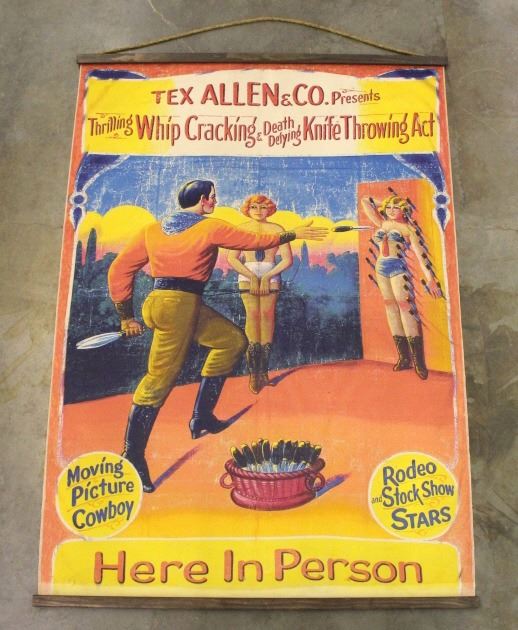 TEX ALLEN & CO. Presents
Thrilling Whip Cracking & Death Defying Knife Throwing Act
Moving
Picture
Cowboy
Rodeo
and Stock Show
STARS
Here In Person